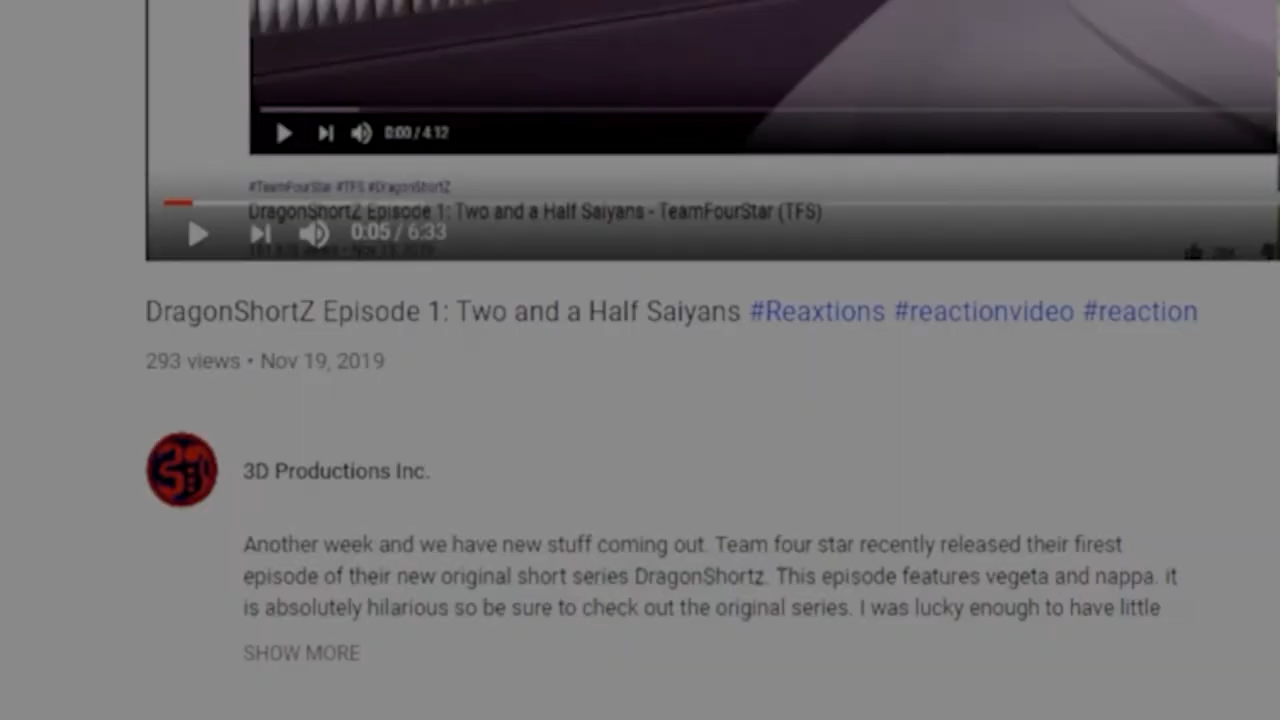 0:00 / 4:12
#TeamFourStar #TFS #DragonShortZ
DragonShortZ Episode 1: Two and a Half Saiyans - TeamFourStar (TFS)
0:05 / 6:33
DragonShortZ Episode 1: Two and a Half Saiyans #Reaxtions #reactionvideo #reaction
293 views • Nov 19, 2019
3D Productions Inc.
Another week and we have new stuff coming out. Team four star recently released their firest
episode of their new original short series DragonShortz. This episode features vegeta and nappa. it
is absolutely hilarious so be sure to check out the original series. I was lucky enough to have little
SHOW MORE